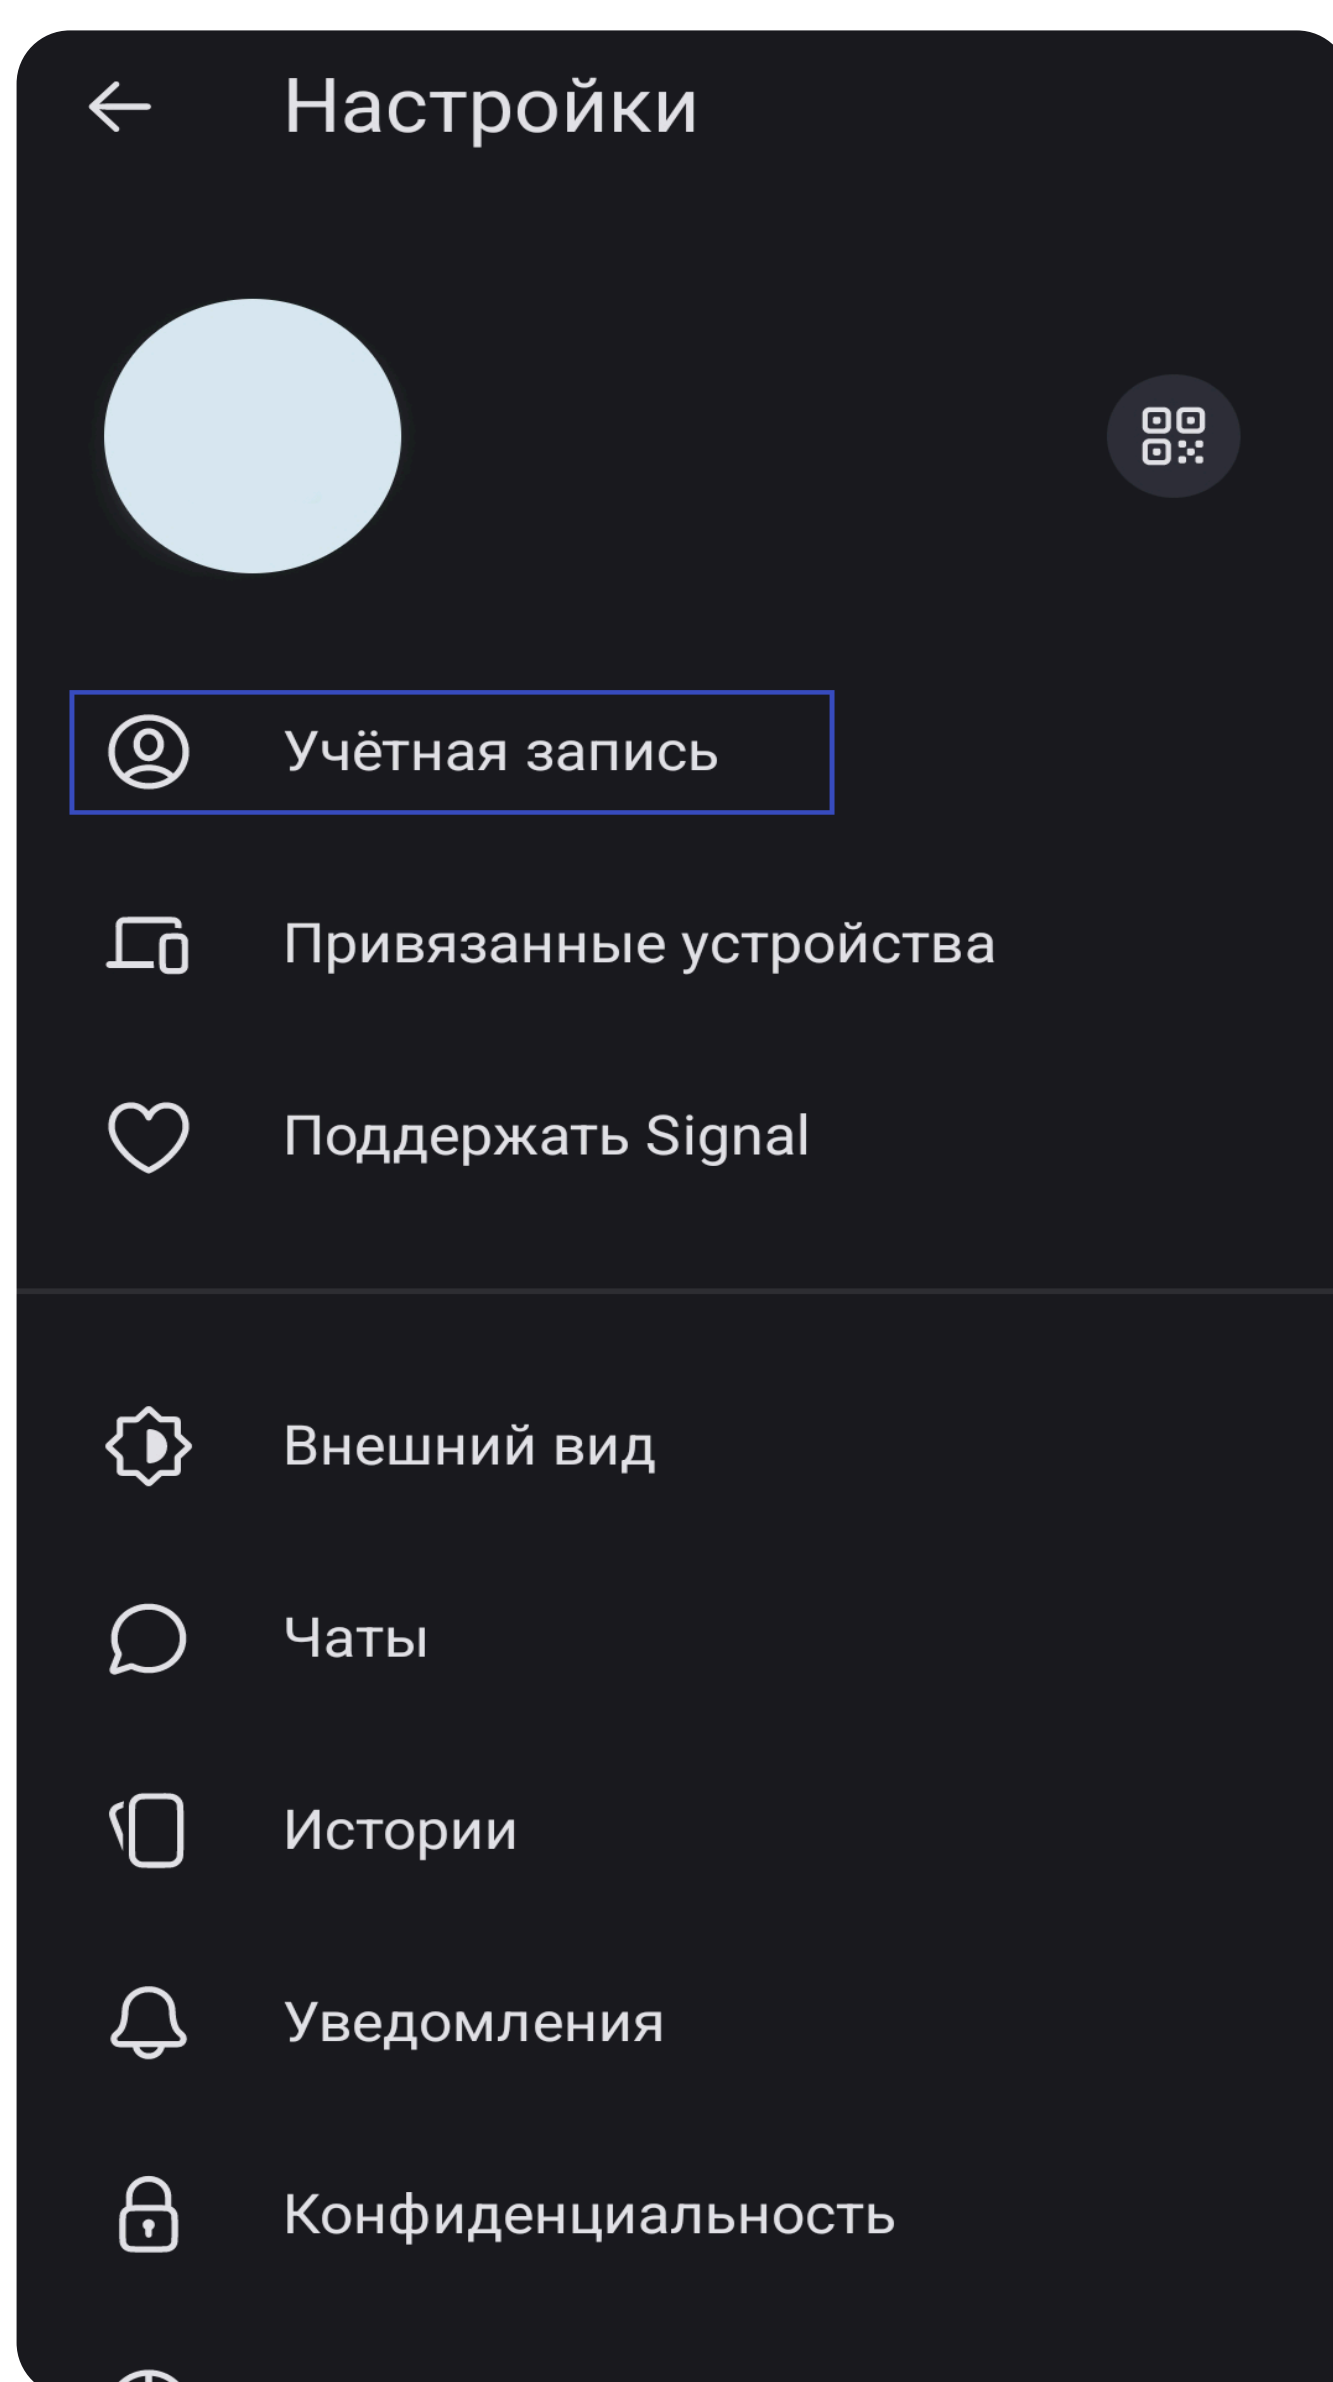 Настройки
Учётная запись
Привязанные устройства
Поддержать Signal
Внешний вид
Чаты
Истории
Уведомления
Конфиденциальность